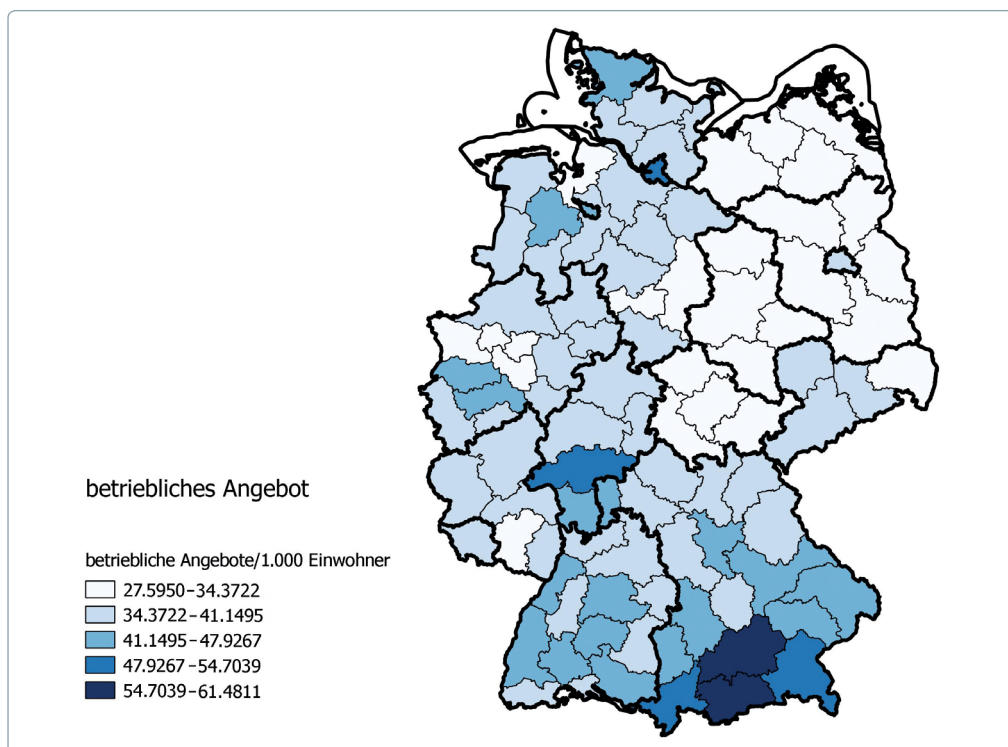 betriebliches Angebot
betriebliche Angebote/1.000 Einwohner
27.5950–34.3722
34.3722–41.1495
41.1495–47.9267
47.9267–54.7039
54.7039–61.4811